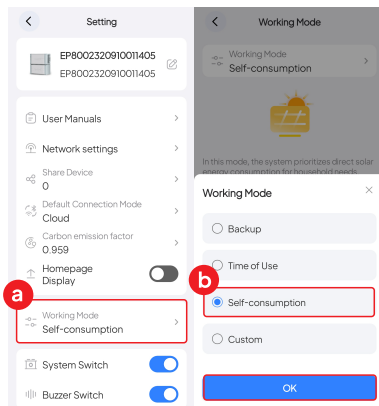 Setting
EP8002320910011405
EP8002320910011405
User Manuals
Network settings
Share Device
0
Default Connection Mode
Cloud
Carbon emission factor
0.959
Homepage
Display
a
Working Mode
Self-consumption
System Switch
Buzzer Switch
Working Mode
Working Mode
Self-consumption
In this mode, the system prioritizes direct solar
energy consumption for household needs
Working Mode
Backup
b
Time of Use
Self-consumption
Custom
OK